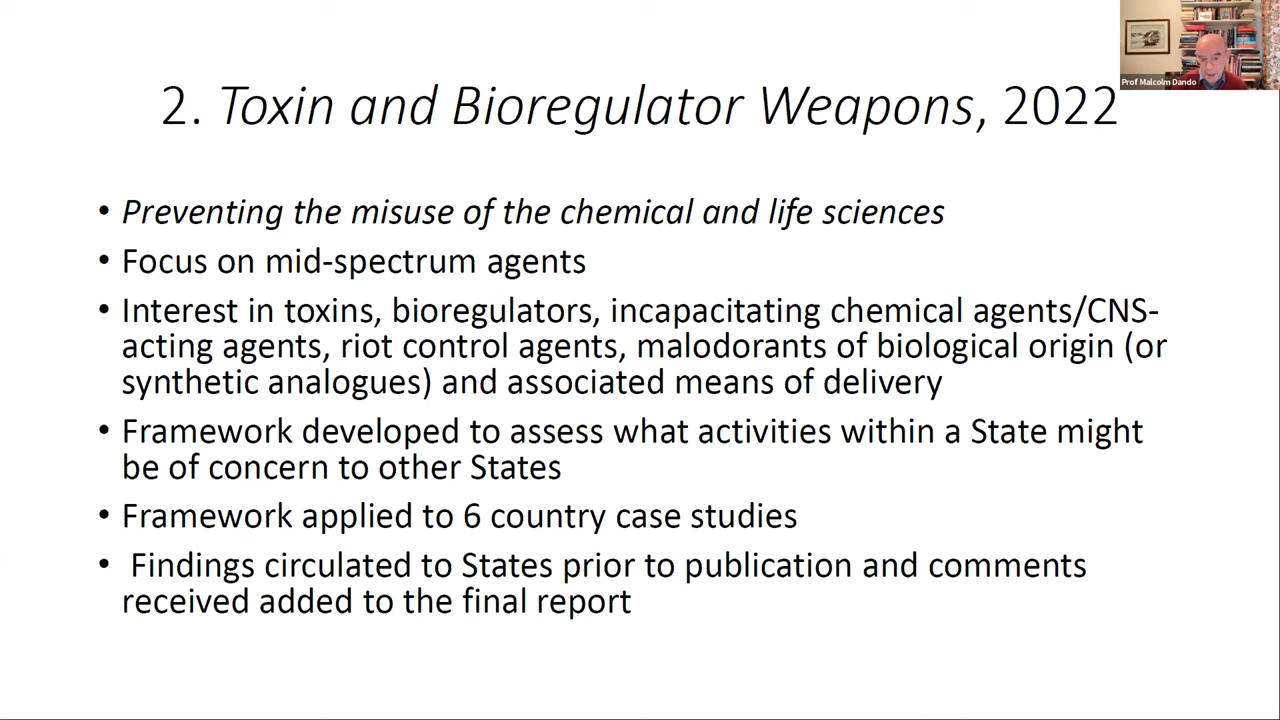 Prof Malcolm Dando
2. Toxin and Bioregulator Weapons, 2022
• Preventing the misuse of the chemical and life sciences
• Focus on mid-spectrum agents
• Interest in toxins, bioregulators, incapacitating chemical agents/CNS-
acting agents, riot control agents, malodorants of biological origin (or
synthetic analogues) and associated means of delivery
• Framework developed to assess what activities within a State might
be of concern to other States
• Framework applied to 6 country case studies
• Findings circulated to States prior to publication and comments
received added to the final report